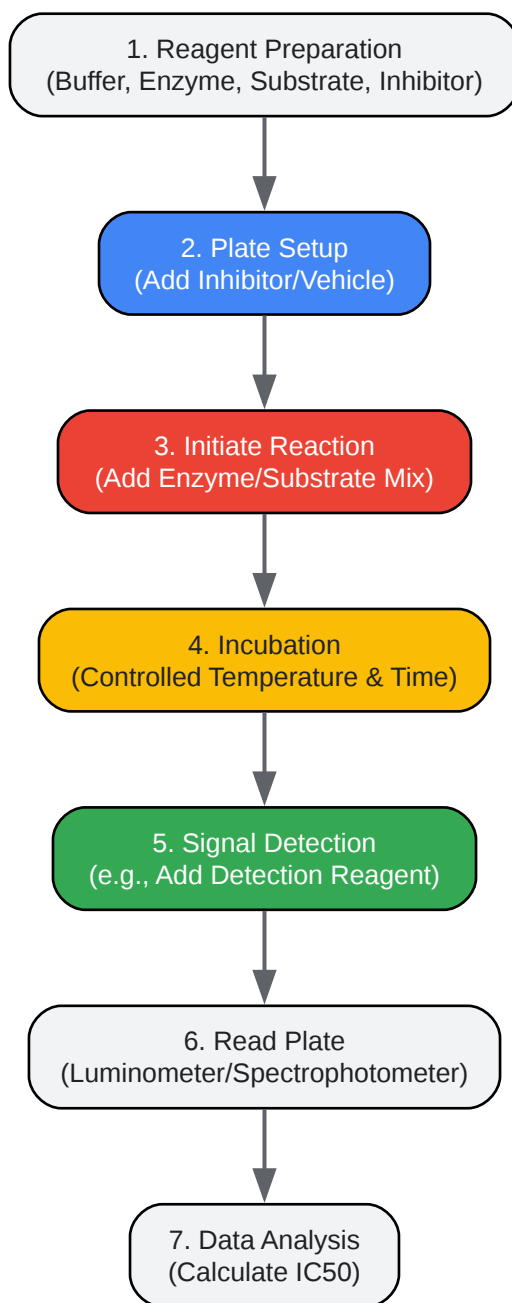 1. Reagent Preparation
(Buffer, Enzyme, Substrate, Inhibitor)
2. Plate Setup
(Add Inhibitor/Vehicle)
3. Initiate Reaction
(Add Enzyme/Substrate Mix)
4. Incubation
(Controlled Temperature & Time)
5. Signal Detection
(e.g., Add Detection Reagent)
6. Read Plate
(Luminometer/Spectrophotometer)
7. Data Analysis
(Calculate IC50)